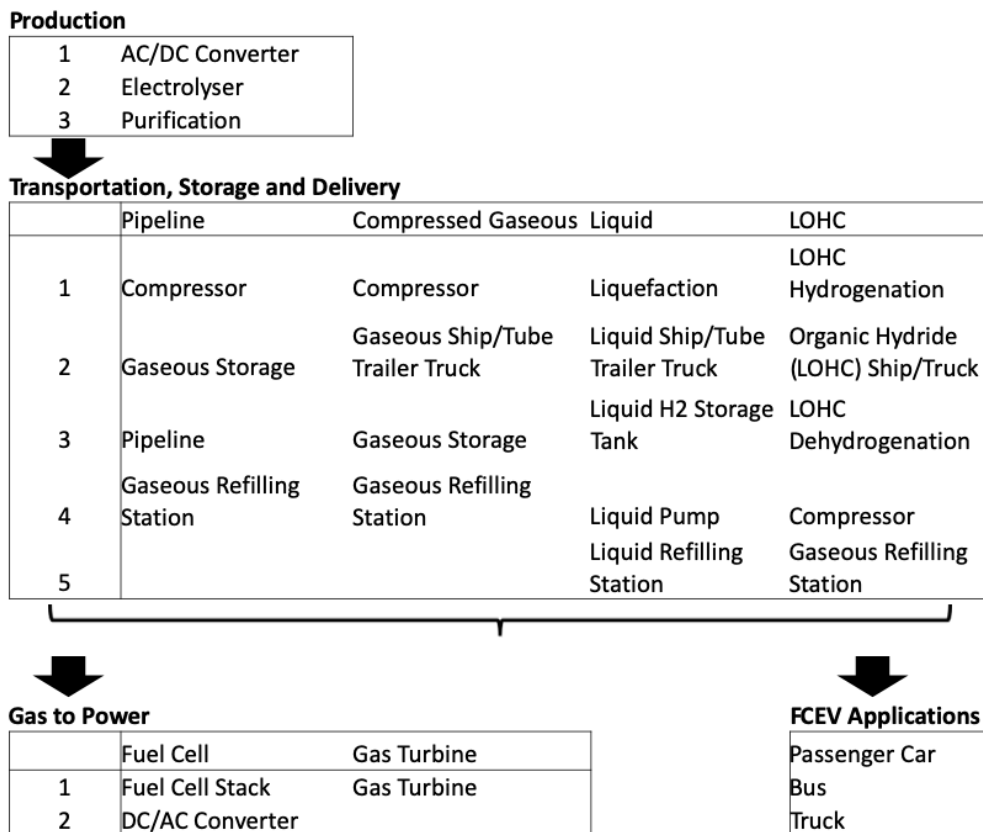 Production
1 AC/DC Converter
2 Electrolyser
3 Purification
Transportation, Storage and Delivery
Pipeline Compressed Gaseous Liquid LOHC
LOHC
1 Compressor Compressor Liquefaction Hydrogenation
Gaseous Ship/Tube Liquid Ship/Tube Organic Hydride
2 Gaseous Storage Trailer Truck Trailer Truck (LOHC) Ship/Truck
Liquid H2 Storage LOHC
3 Pipeline Gaseous Storage Tank Dehydrogenation
Gaseous Refilling Gaseous Refilling
4 Station Station Liquid Pump Compressor
Liquid Refilling Gaseous Refilling
5 Station Station
Gas to Power FCEV Applications
Fuel Cell Gas Turbine Passenger Car
1 Fuel Cell Stack Gas Turbine Bus
2 DC/AC Converter Truck